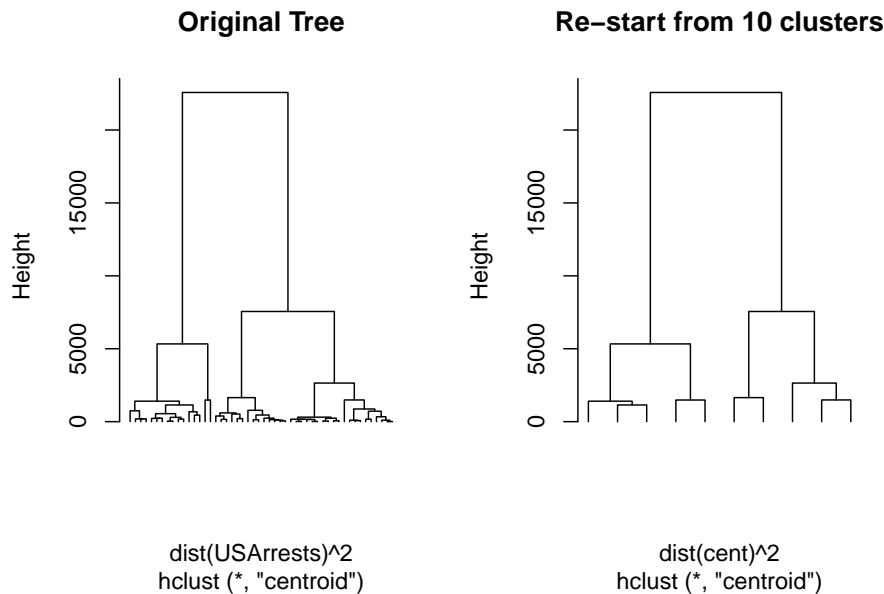 Original Tree
Height
0
5000
15000
dist(USArrests)^2
hclust (*, "centroid")
Re−start from 10 clusters
Height
0
5000
15000
dist(cent)^2
hclust (*, "centroid")